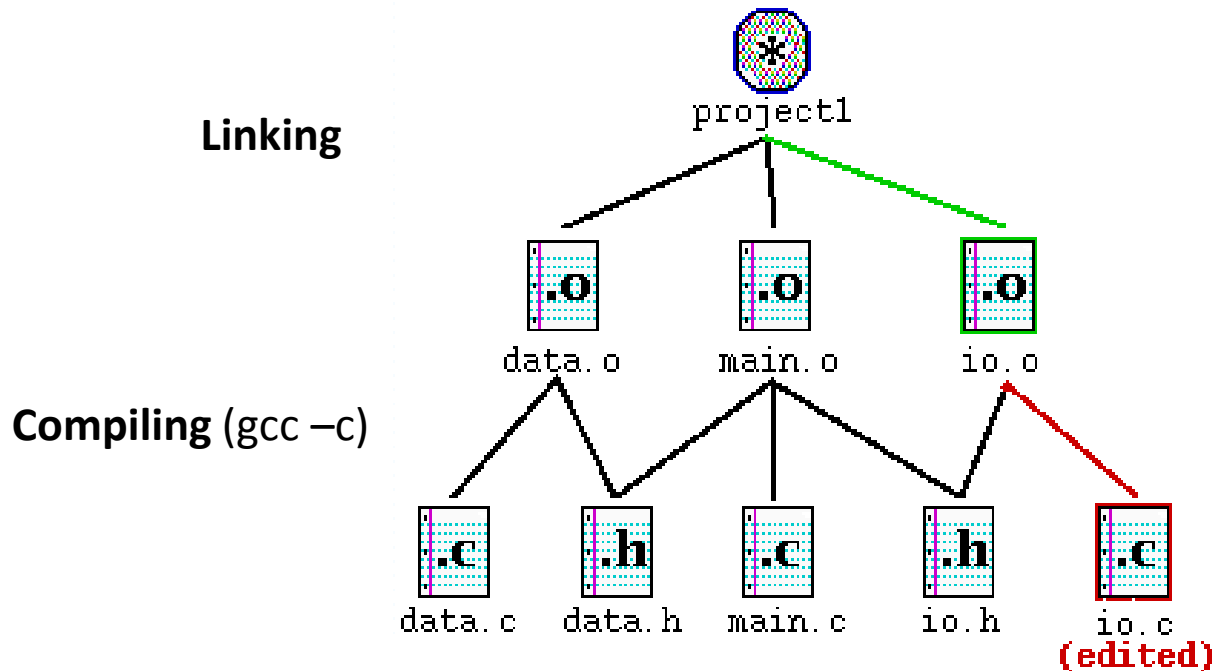 *
project1
Linking
.o .o .o
data.o main.o io.o
Compiling (gcc –c)
.c .h .c .h .c
data.c data.h main.c io.h io.c
(edited)